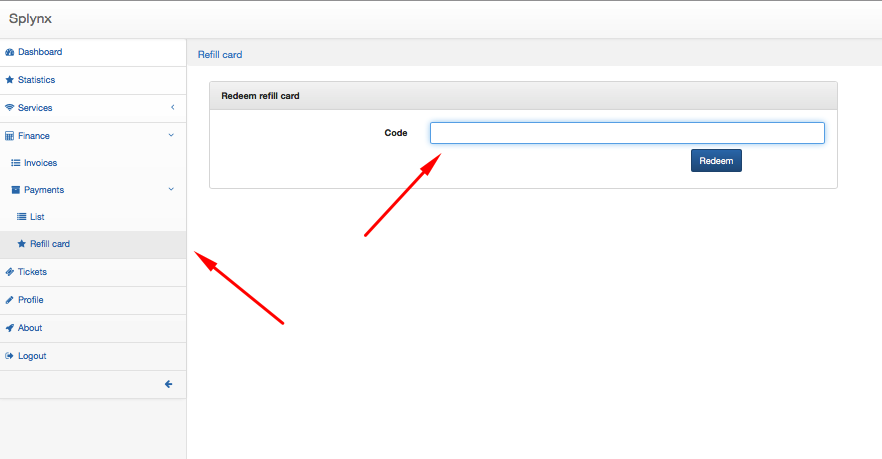 Splynx
Dashboard
Statistics
Services
Finance
Invoices
Payments
List
Refill card
Tickets
Profile
About
Logout
Refill card
Redeem refill card
Code
Redeem